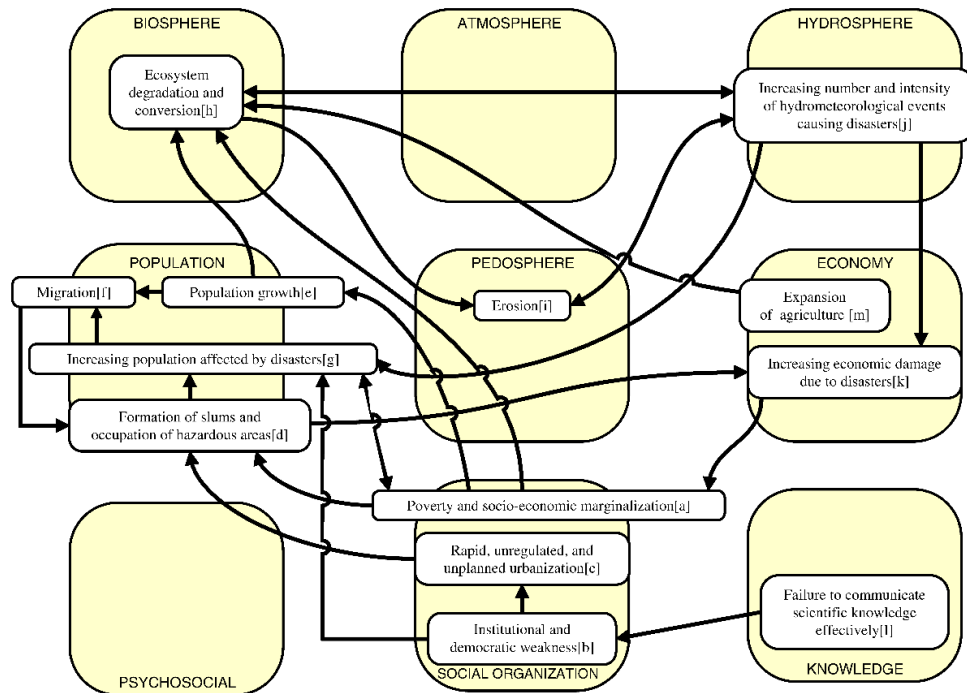 BIOSPHERE
ATMOSPHERE
HYDROSPHERE
Ecosystem
degradation and
conversion[h]
Increasing number and intensity
of hydrometeorological events
causing disasters[j]
POPULATION
PEDOSPHERE
ECONOMY
Migration[f]
Population growth[e]
Erosion[i]
Expansion
of agriculture [m]
Increasing population affected by disasters[g]
Increasing economic damage
due to disasters[k]
Formation of slums and
occupation of hazardous areas[d]
Poverty and socio-economic marginalization[a]
Rapid, unregulated, and
unplanned urbanization[c]
Failure to communicate
scientific knowledge
effectively[l]
Institutional and
democratic weakness[b]
PSYCHOSOCIAL
SOCIAL ORGANIZATION
KNOWLEDGE